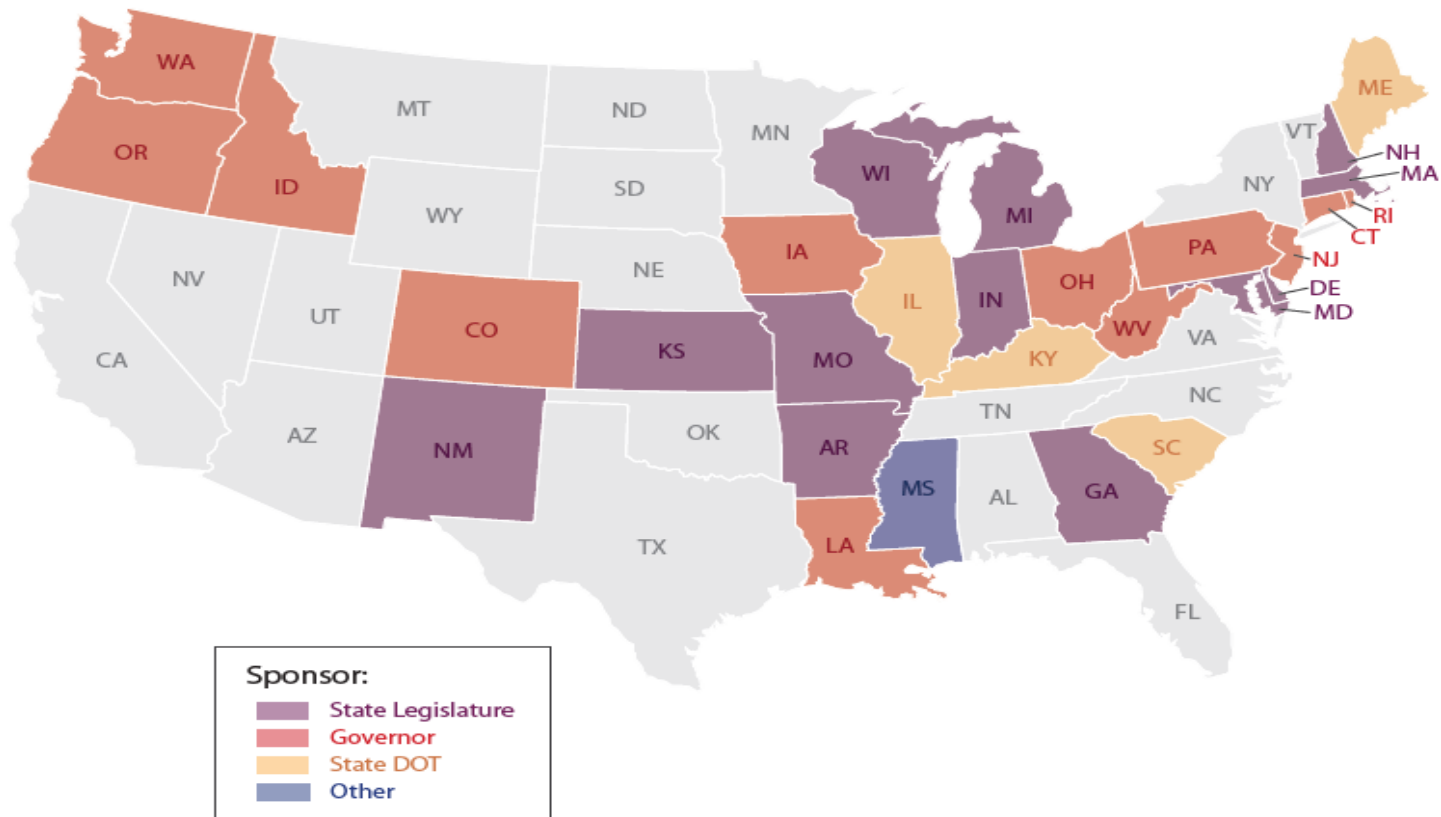 WA
MT
ND
MN
OR
ID
WY
SD
WI
MI
NY
VT
ME
NH
MA
RI
CT
NJ
DE
MD
NV
UT
CO
NE
IA
IL
IN
OH
PA
WV
VA
CA
AZ
NM
KS
MO
KY
NC
TN
OK
AR
SC
TX
LA
MS
AL
GA
FL
Sponsor:
State Legislature
Governor
State DOT
Other